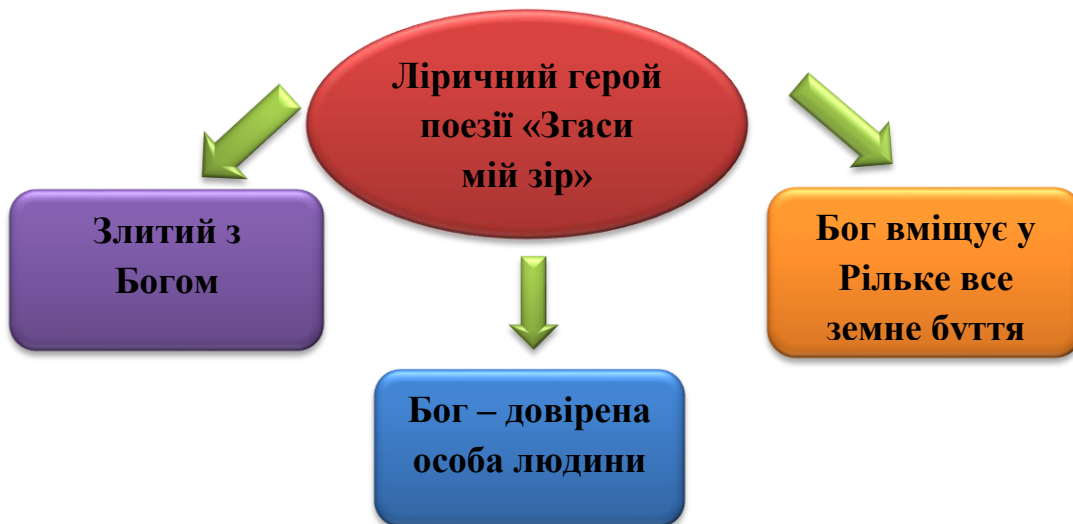 Ліричний герой
поезії «Згаси
мій зір»
Злитий з
Богом
Бог вміщує у
Рільке все
земне буття
Бог – довірена
особа людини